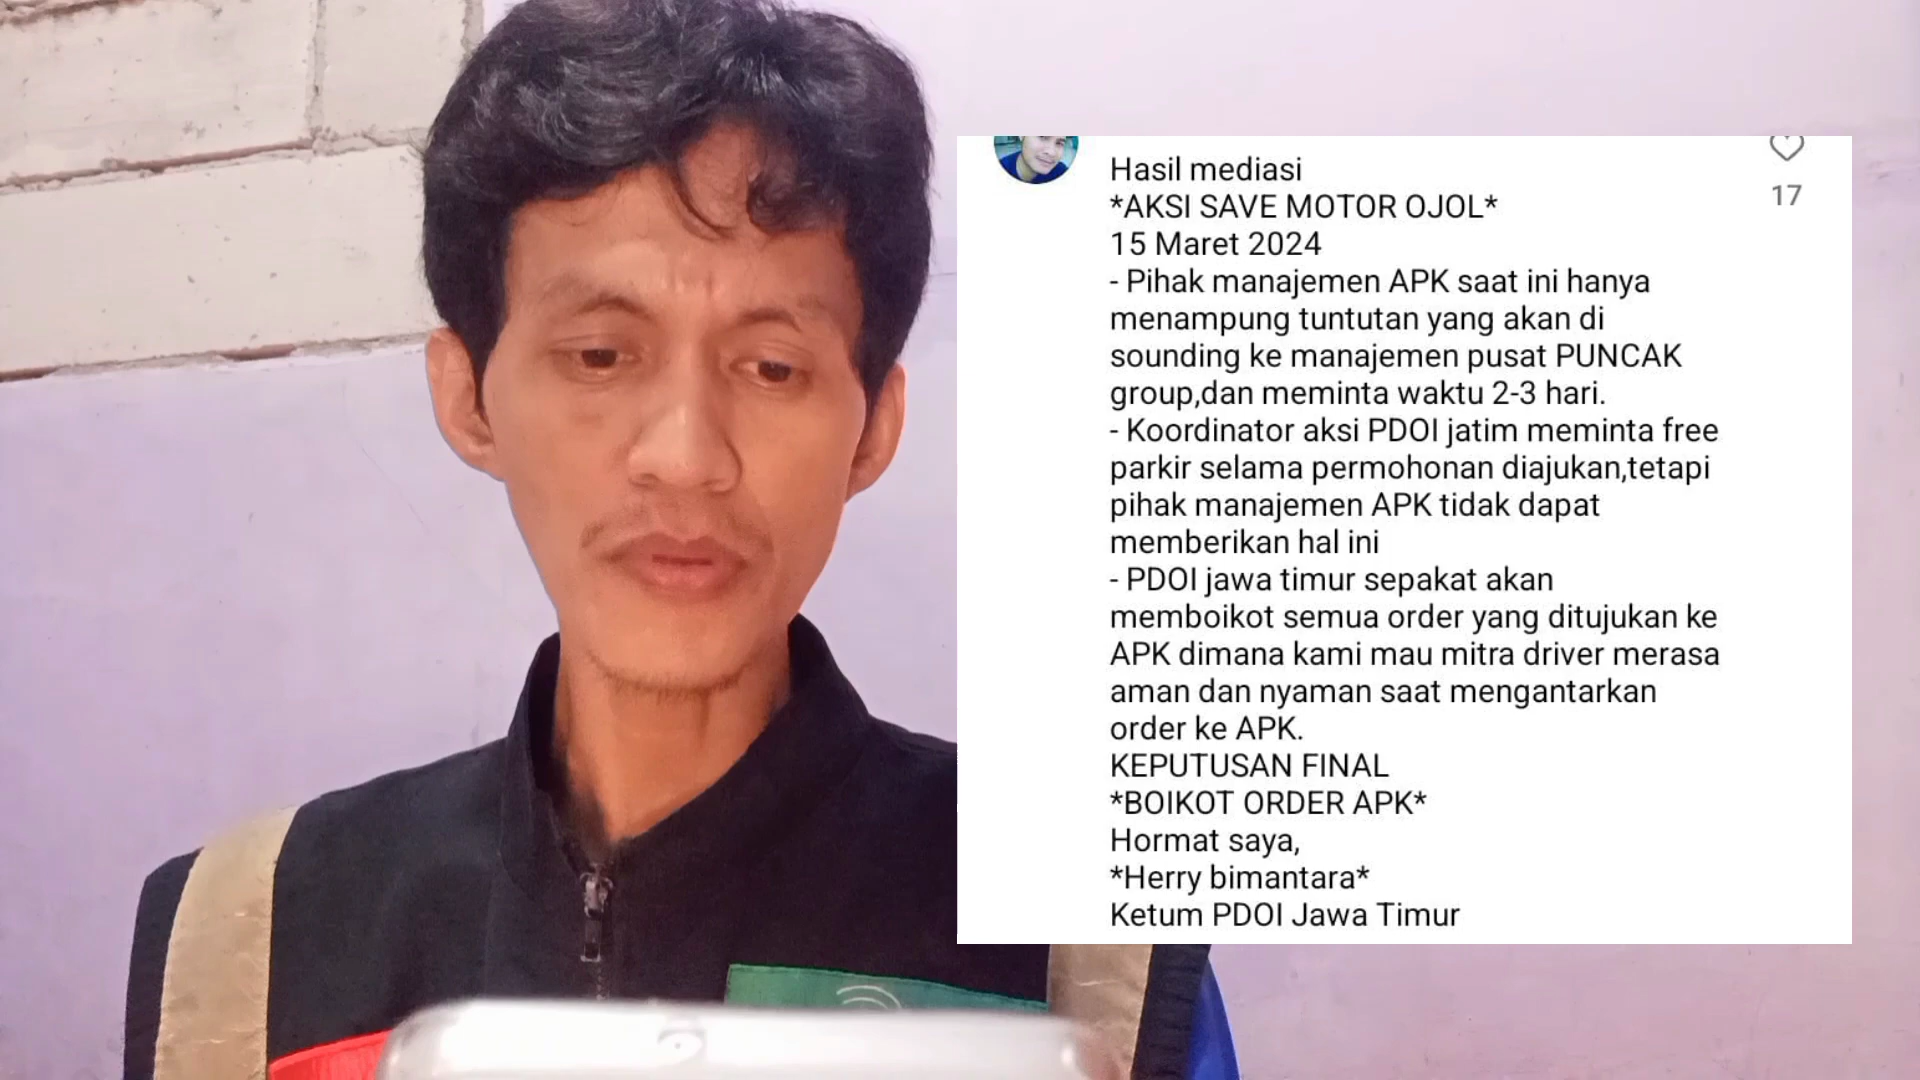 Hasil mediasi
*AKSI SAVE MOTOR OJOL*
15 Maret 2024
- Pihak manajemen APK saat ini hanya
menampung tuntutan yang akan di
sounding ke manajemen pusat PUNCAK
group,dan meminta waktu 2-3 hari.
- Koordinator aksi PDOI jatim meminta free
parkir selama permohonan diajukan,tetapi
pihak manajemen APK tidak dapat
memberikan hal ini
- PDOI jawa timur sepakat akan
memboikot semua order yang ditujukan ke
APK dimana kami mau mitra driver merasa
aman dan nyaman saat mengantarkan
order ke APK.
KEPUTUSAN FINAL
*BOIKOT ORDER APK*
Hormat saya,
*Herry bimantara*
Ketum PDOI Jawa Timur
17